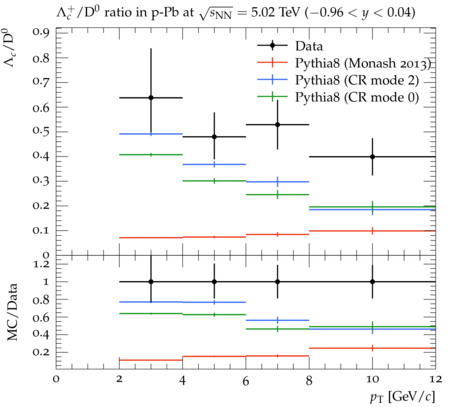 Λc+/D0 ratio in p-Pb at √sNN = 5.02 TeV (−0.96 < y < 0.04)
Λc/D0
0.9
0.8
0.7
0.6
0.5
0.4
0.3
0.2
0.1
0
Data
Pythia8 (Monash 2013)
Pythia8 (CR mode 2)
Pythia8 (CR mode 0)
MC/Data
1.2
1
0.8
0.6
0.4
0.2
0 2 4 6 8 10 12
pT [GeV/c]